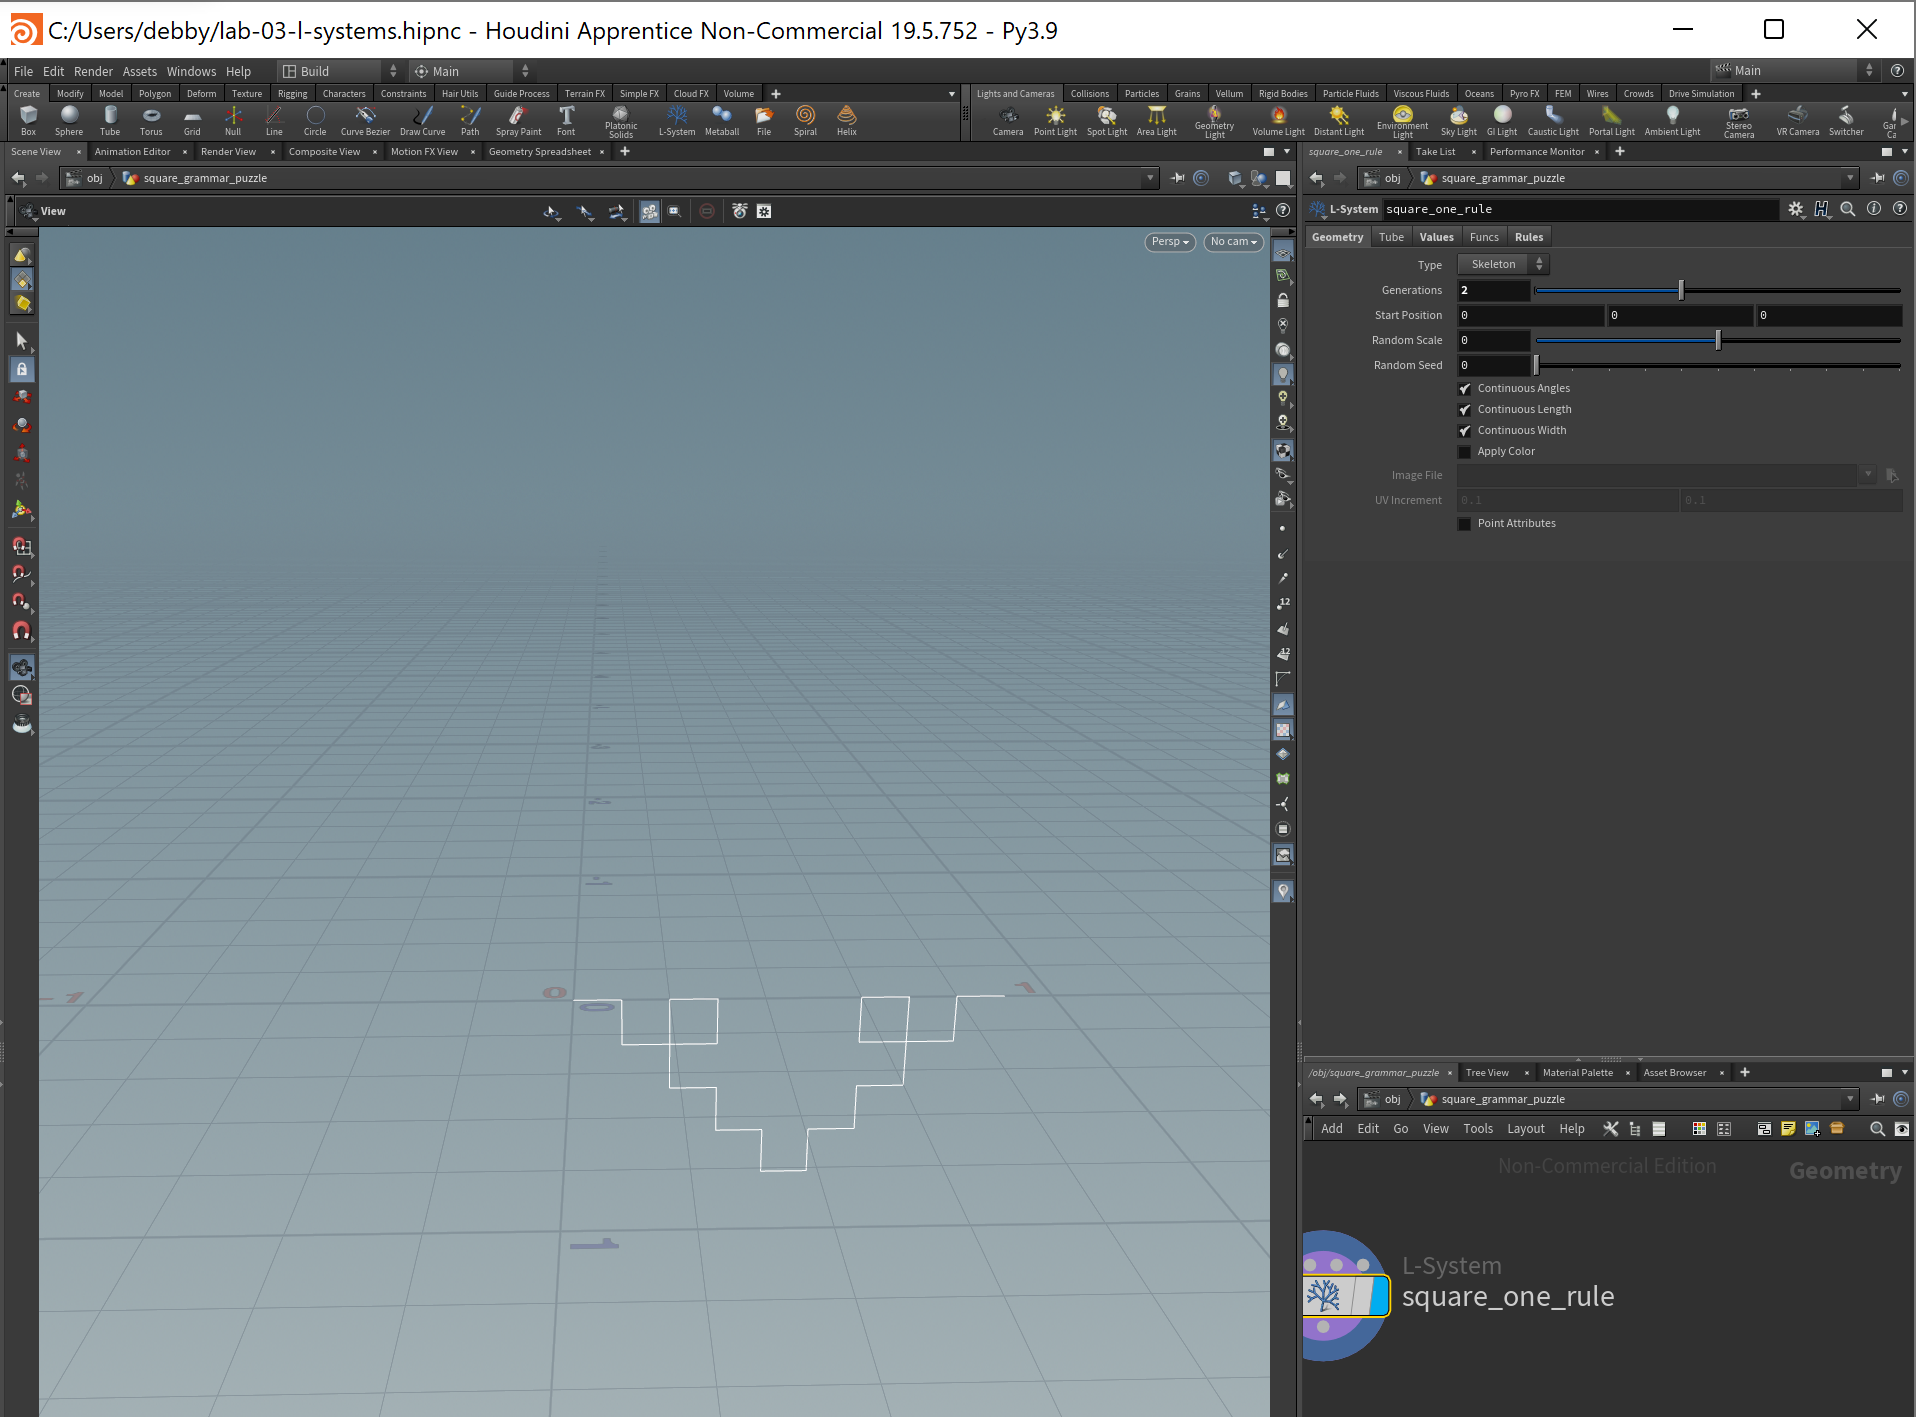 C:/Users/debby/lab-03-l-systems.hipnc - Houdini Apprentice Non-Commercial 19.5.752 - Py3.9
File Edit Render Assets Windows Help Build Main Main
Create Modify Model Polygon Deform Texture Rigging Characters Constraints Hair Utils Guide Process Terrain FX Simple FX Cloud FX Volume
Box Sphere Tube Torus Grid Null Line Circle Curve Bezier Draw Curve Path Spray Paint Font Platonic Solids L-System Metaball File Spiral Helix
Lights and Cameras Collisions Particles Grains Vellum Rigid Bodies Particle Fluids Viscous Fluids Oceans Pyro FX FEM Wires Crowds Drive Simulation
Camera Point Light Spot Light Area Light Geometry Light Volume Light Distant Light Environment Light Sky Light GI Light Caustic Light Portal Light Ambient Light Stereo Camera VR Camera Switcher Gar Ca
Scene View Animation Editor Render View Composite View Motion FX View Geometry Spreadsheet
obj square_grammar_puzzle
View
Persp No cam
-1 0 0 1
1
1
12
12
square_one_rule Take List Performance Monitor
obj square_grammar_puzzle
L-System square_one_rule
Geometry Tube Values Funcs Rules
Type Skeleton
Generations 2
Start Position 0 0 0
Random Scale 0
Random Seed 0
Continuous Angles
Continuous Length
Continuous Width
Apply Color
Image File
UV Increment 0.1 0.1
Point Attributes
/obj/square_grammar_puzzle Tree View Material Palette Asset Browser
obj square_grammar_puzzle
Add Edit Go View Tools Layout Help
Non-Commercial Edition Geometry
L-System
square_one_rule